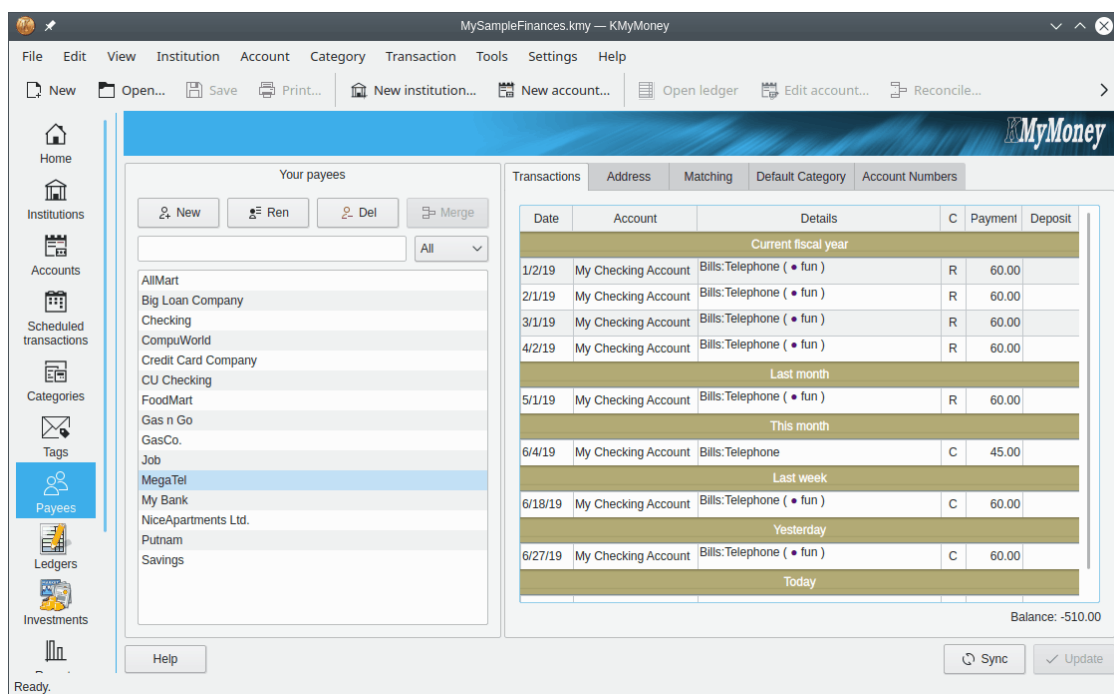 MySampleFinances.kmy — KMyMoney
File Edit View Institution Account Category Transaction Tools Settings Help
New Open... Save Print... New institution... New account... Open ledger Edit account... Reconcile...
KMyMoney
Home
Institutions
Accounts
Scheduled
transactions
Categories
Tags
Payees
Ledgers
Investments
Your payees
New Ren Del Merge
All
AllMart
Big Loan Company
Checking
CompuWorld
Credit Card Company
CU Checking
FoodMart
Gas n Go
GasCo.
Job
MegaTel
My Bank
NiceApartments Ltd.
Putnam
Savings
Transactions Address Matching Default Category Account Numbers
Date Account Details C Payment Deposit
Current fiscal year
1/2/19 My Checking Account Bills:Telephone ( • fun ) R 60.00
2/1/19 My Checking Account Bills:Telephone ( • fun ) R 60.00
3/1/19 My Checking Account Bills:Telephone ( • fun ) R 60.00
4/2/19 My Checking Account Bills:Telephone ( • fun ) R 60.00
Last month
5/1/19 My Checking Account Bills:Telephone ( • fun ) R 60.00
This month
6/4/19 My Checking Account Bills:Telephone C 45.00
Last week
6/18/19 My Checking Account Bills:Telephone ( • fun ) C 60.00
Yesterday
6/27/19 My Checking Account Bills:Telephone ( • fun ) C 60.00
Today
Balance: -510.00
Help Sync Update
Ready.